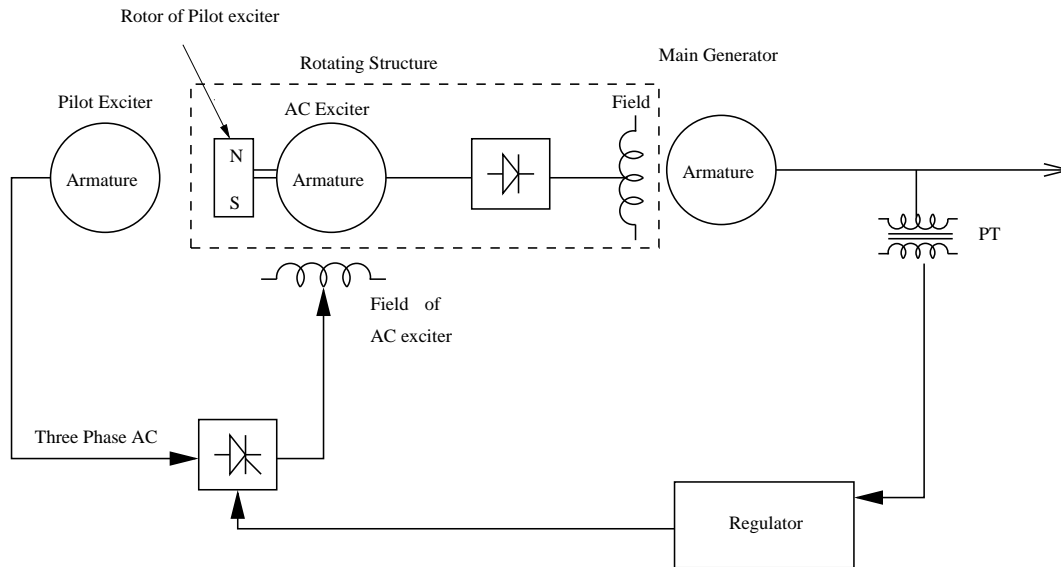 Rotor of Pilot exciter
Rotating Structure
Main Generator
Pilot Exciter
AC Exciter
Field
N
S
Armature
Armature
Armature
PT
Field of
AC exciter
Three Phase AC
Regulator